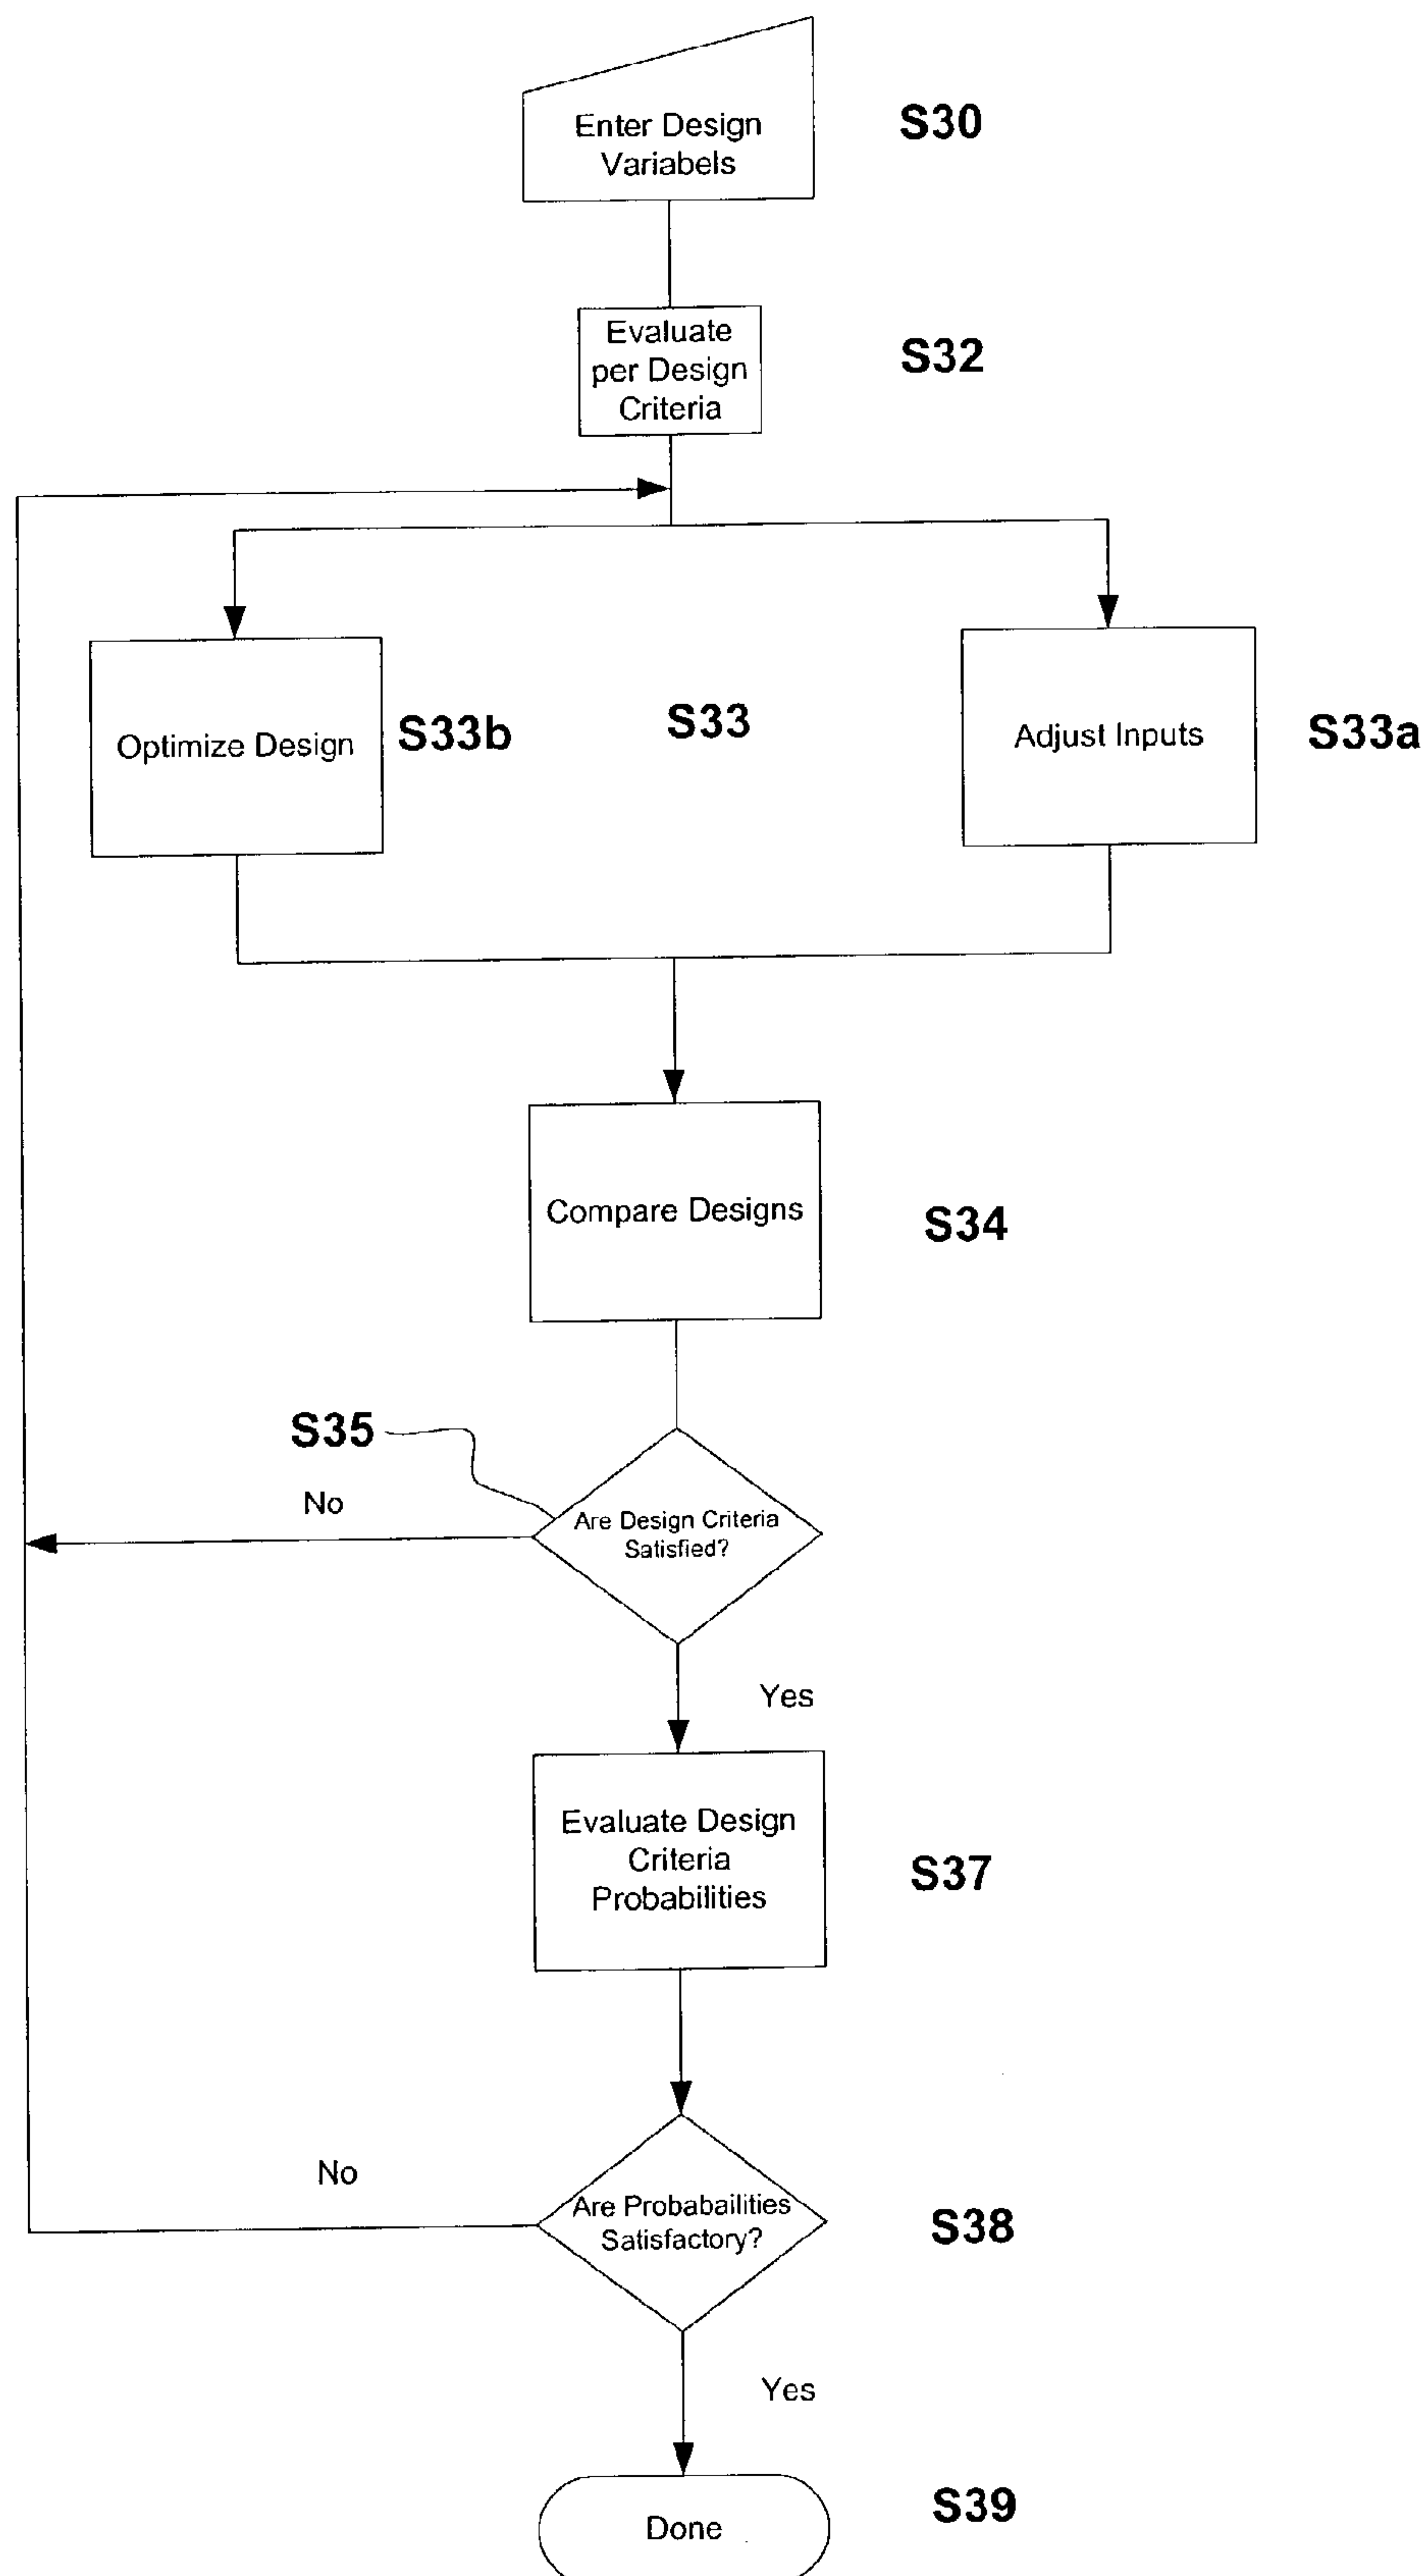 Enter Design
Variabels
S30
Evaluate
per Design
Criteria
S32
Optimize Design
S33b
S33
Adjust Inputs
S33a
Compare Designs
S34
S35
No
Are Design Criteria
Satisfied?
Yes
Evaluate Design
Criteria
Probabilities
S37
No
Are Probabailities
Satisfactory?
S38
Yes
Done
S39